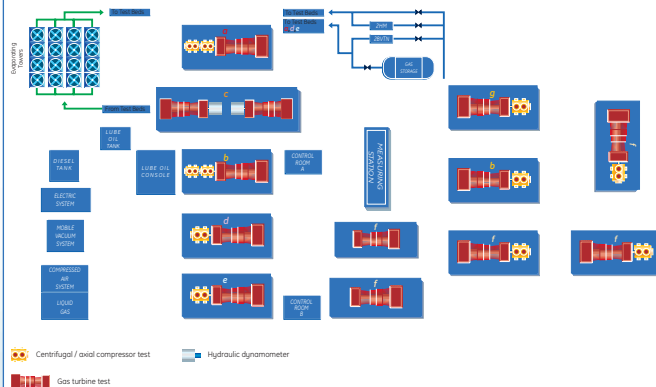 To Test Beds
To Test Beds
To Test Beds
d e
2HM
2BVTN
GAS
STORAGE
Evaporating
Towers
From Test Beds
a
c
g
f
LUBE
OIL
TANK
DIESEL
TANK
LUBE OIL
CONSOLE
b
CONTROL
ROOM
A
MEASURING
STATION
b
ELECTRIC
SYSTEM
MOBILE
VACUUM
SYSTEM
d
f
f
f
COMPRESSED
AIR
SYSTEM
LIQUID
GAS
e
CONTROL
ROOM
B
f
Centrifugal / axial compressor test
Hydraulic dynamometer
Gas turbine test